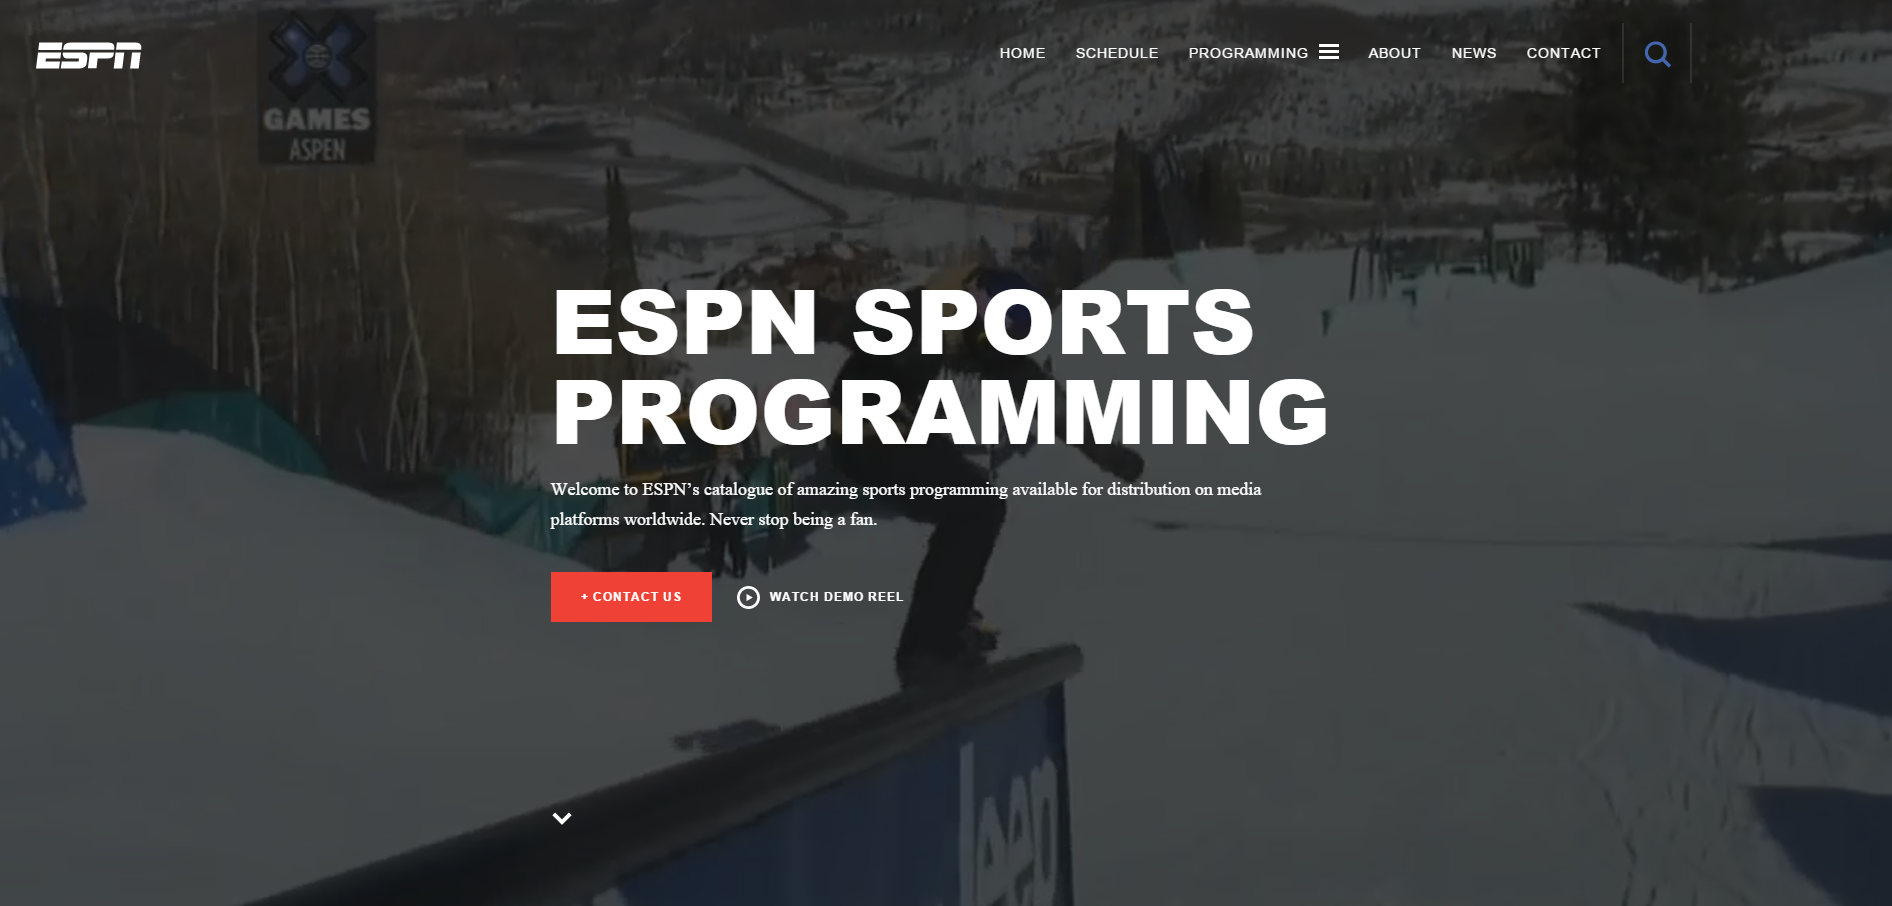 ESPN
HOME SCHEDULE PROGRAMMING ABOUT NEWS CONTACT
X
GAMES
ASPEN
ESPN SPORTS
PROGRAMMING
Welcome to ESPN’s catalogue of amazing sports programming available for distribution on media
platforms worldwide. Never stop being a fan.
+ CONTACT US
WATCH DEMO REEL
Jeep